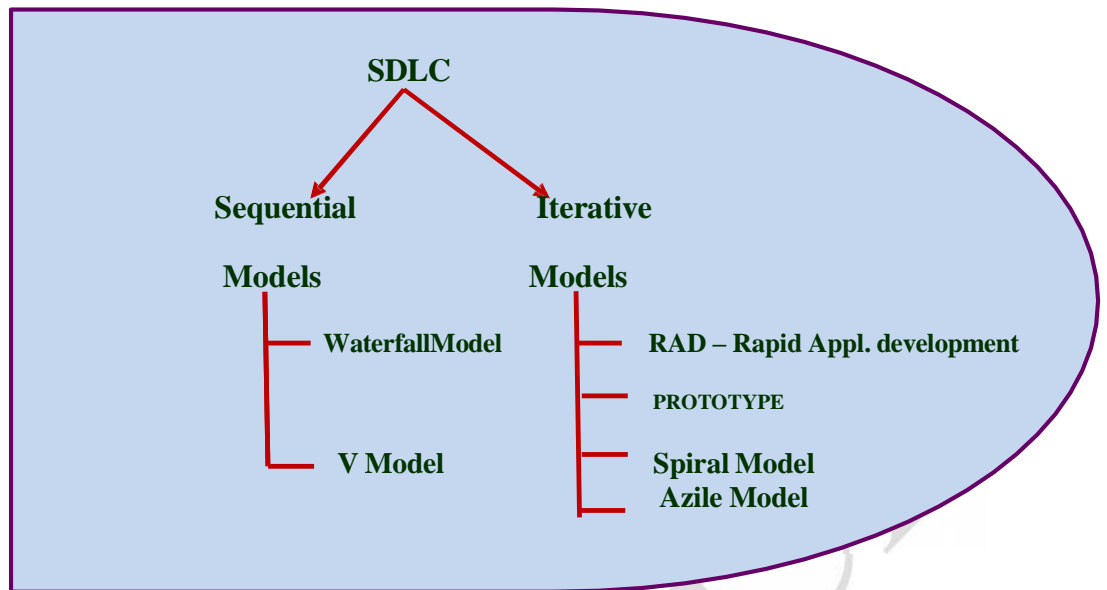 SDLC
Sequential
Models
WaterfallModel
V Model
Iterative
Models
RAD – Rapid Appl. development
PROTOTYPE
Spiral Model
Azile Model